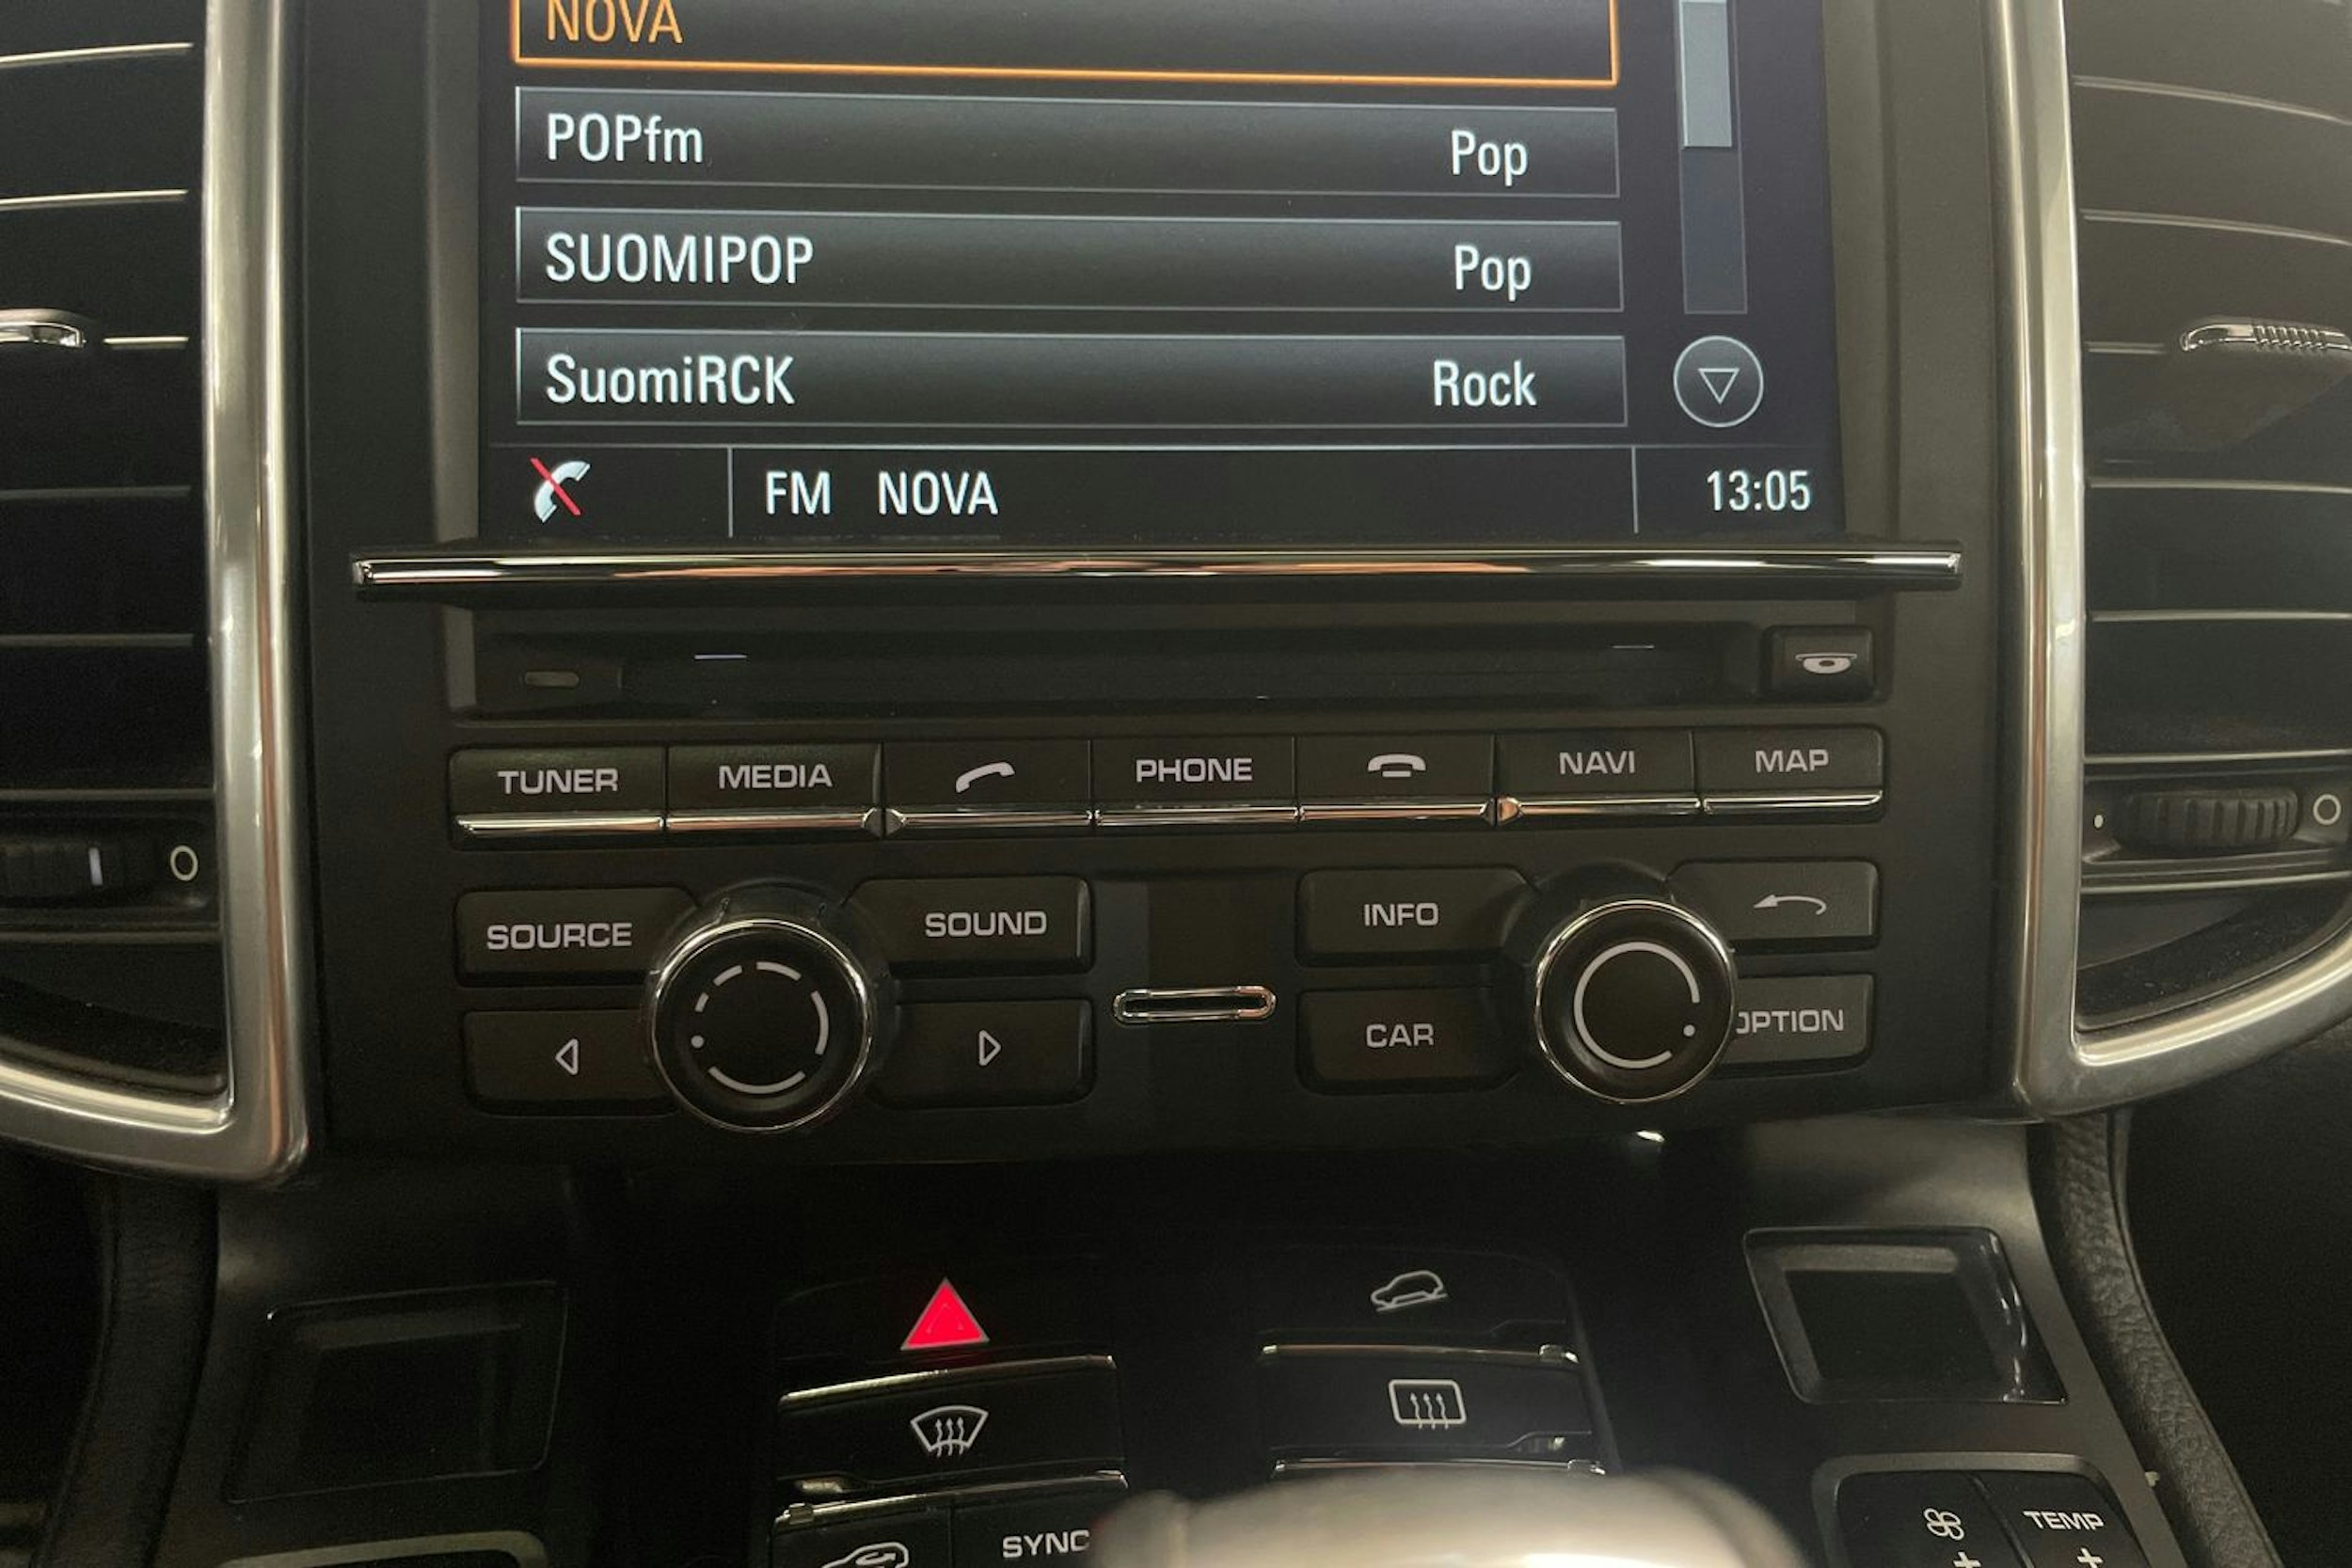 NOVA
POPfm Pop
SUOMIPOP Pop
SuomiRCK Rock
FM NOVA 13:05
TUNER MEDIA PHONE NAVI MAP
SOURCE SOUND INFO
CAR OPTION
SYNC
TEMP
+ +